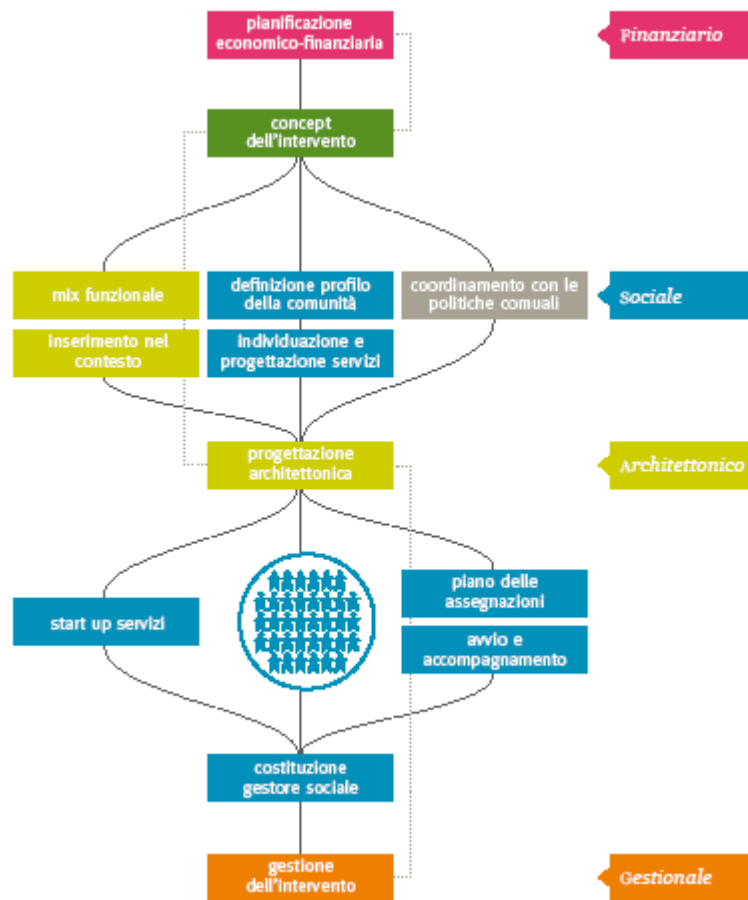 pianificazione
economico-finanziaria
Finanziario
concept
dell'intervento
mix funzionale
definizione profilo
della comunità
coordinamento con le
politiche comuali
Sociale
inserimento nel
contesto
individuazione e
progettazione servizi
progettazione
architettonica
Architettonico
start up servizi
piano delle
assegnazioni
avvio e
accompagnamento
costituzione
gestore sociale
gestione
dell'intervento
Gestionale